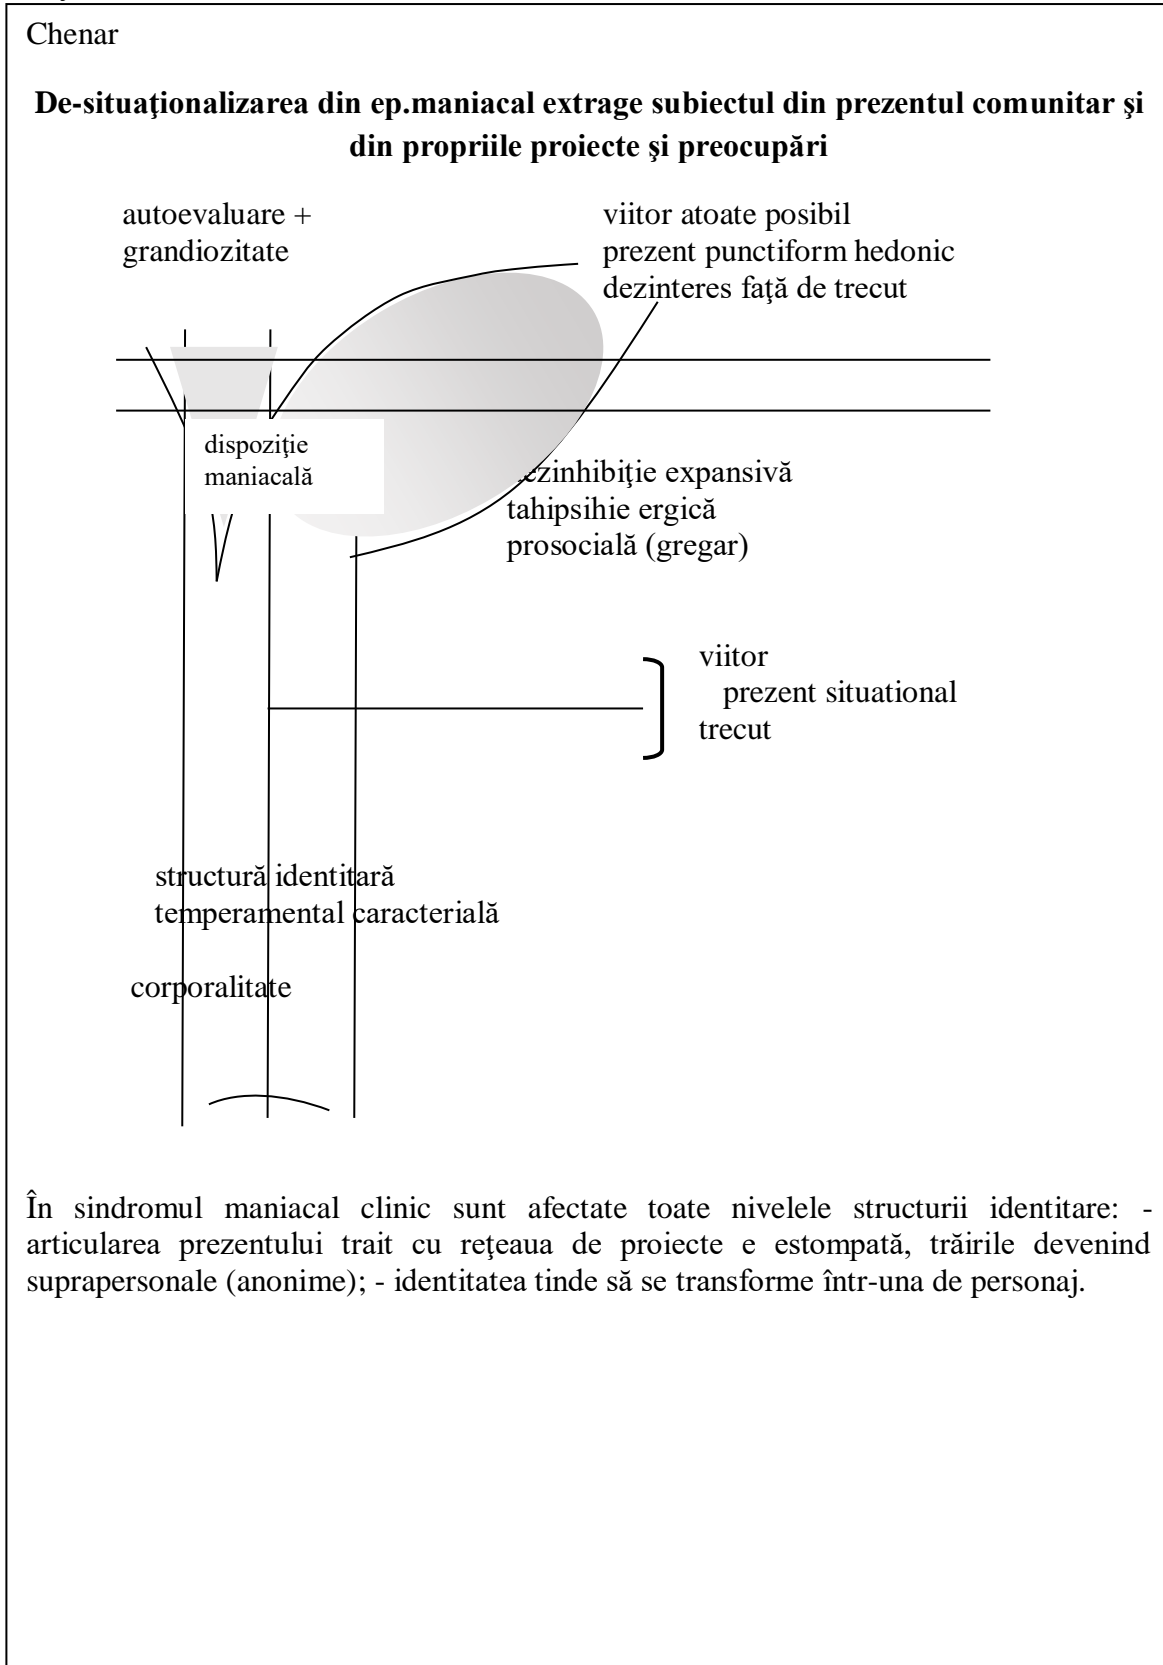 Chenar
De-situaţionalizarea din ep.maniacal extrage subiectul din prezentul comunitar şi
din propriile proiecte şi preocupări
autoevaluare +
grandiozitate
viitor atoate posibil
prezent punctiform hedonic
dezinteres faţă de trecut
dispoziţie
maniacală
ezinhibiţie expansivă
tahipsihie ergică
prosocială (gregar)
viitor
prezent situational
trecut
structură identitară
temperamental caracterială
corporalitate
În sindromul maniacal clinic sunt afectate toate nivelele structurii identitare: -
articularea prezentului trait cu reţeaua de proiecte e estompată, trăirile devenind
suprapersonale (anonime); - identitatea tinde să se transforme într-una de personaj.